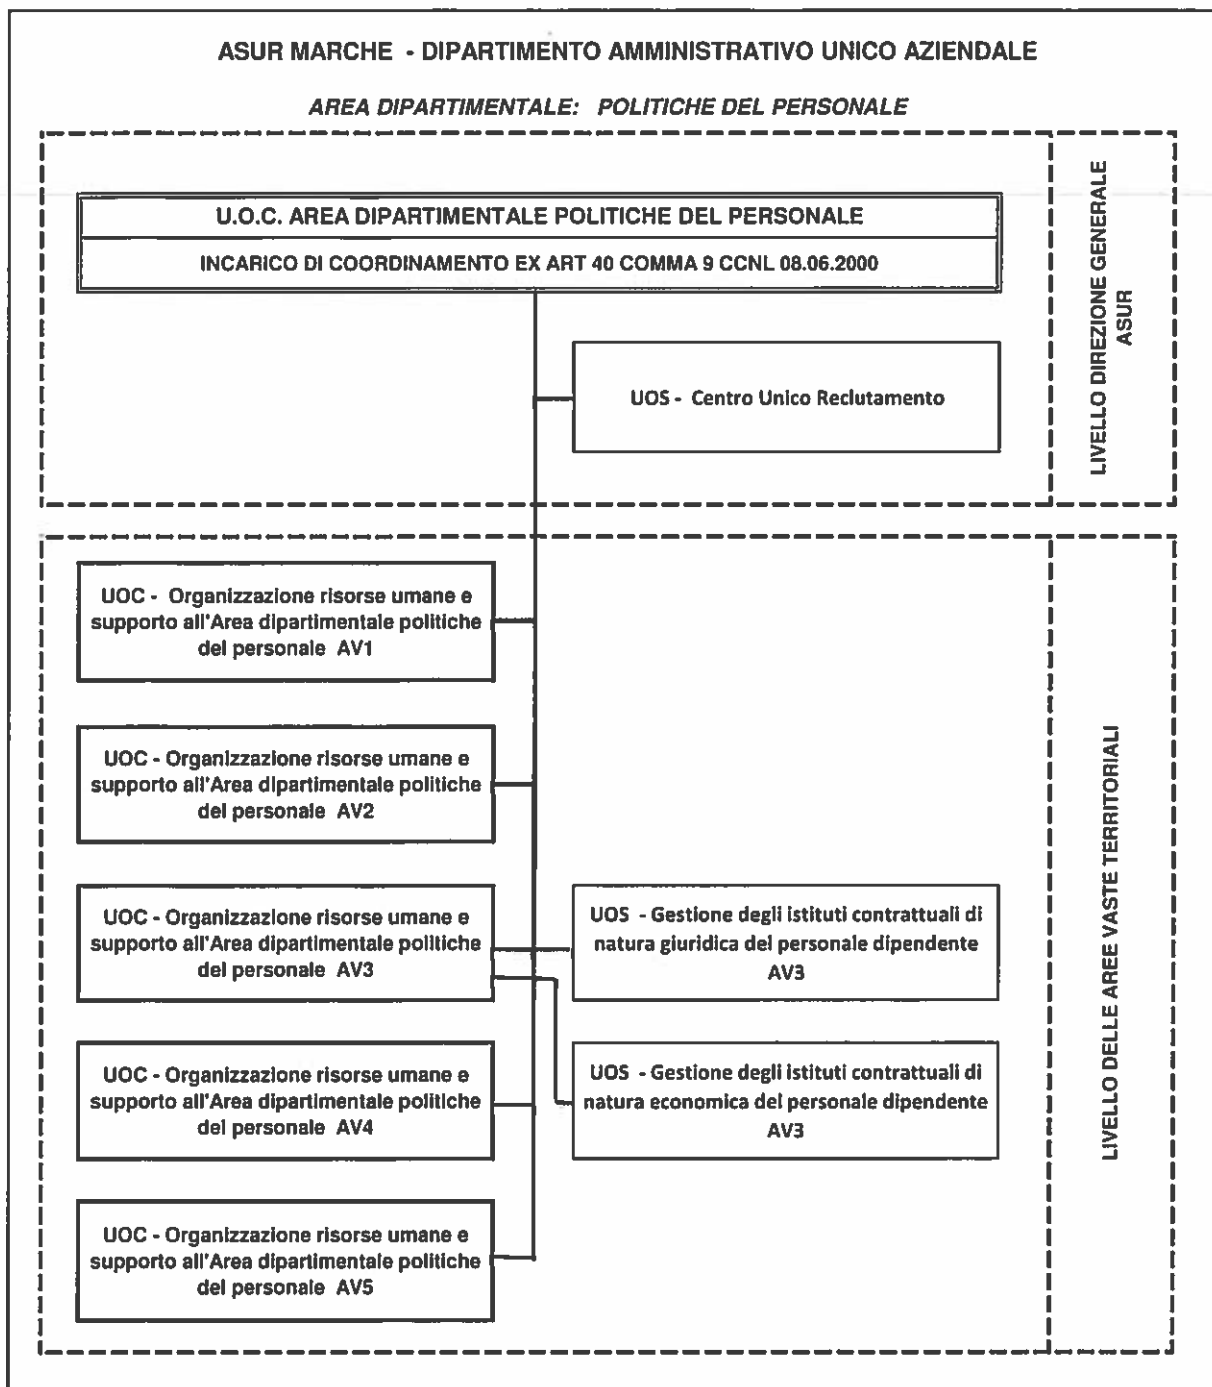 ASUR MARCHE - DIPARTIMENTO AMMINISTRATIVO UNICO AZIENDALE
AREA DIPARTIMENTALE: POLITICHE DEL PERSONALE
U.O.C. AREA DIPARTIMENTALE POLITICHE DEL PERSONALE
INCARICO DI COORDINAMENTO EX ART 40 COMMA 9 CCNL 08.06.2000
UOS - Centro Unico Reclutamento
LIVELLO DIREZIONE GENERALE
ASUR
UOC - Organizzazione risorse umane e
supporto all'Area dipartimentale politiche
del personale AV1
UOC - Organizzazione risorse umane e
supporto all'Area dipartimentale politiche
del personale AV2
UOC - Organizzazione risorse umane e
supporto all'Area dipartimentale politiche
del personale AV3
UOS - Gestione degli istituti contrattuali di
natura giuridica del personale dipendente
AV3
UOC - Organizzazione risorse umane e
supporto all'Area dipartimentale politiche
del personale AV4
UOS - Gestione degli istituti contrattuali di
natura economica del personale dipendente
AV3
UOC - Organizzazione risorse umane e
supporto all'Area dipartimentale politiche
del personale AV5
LIVELLO DELLE AREE VASTE TERRITORIALI